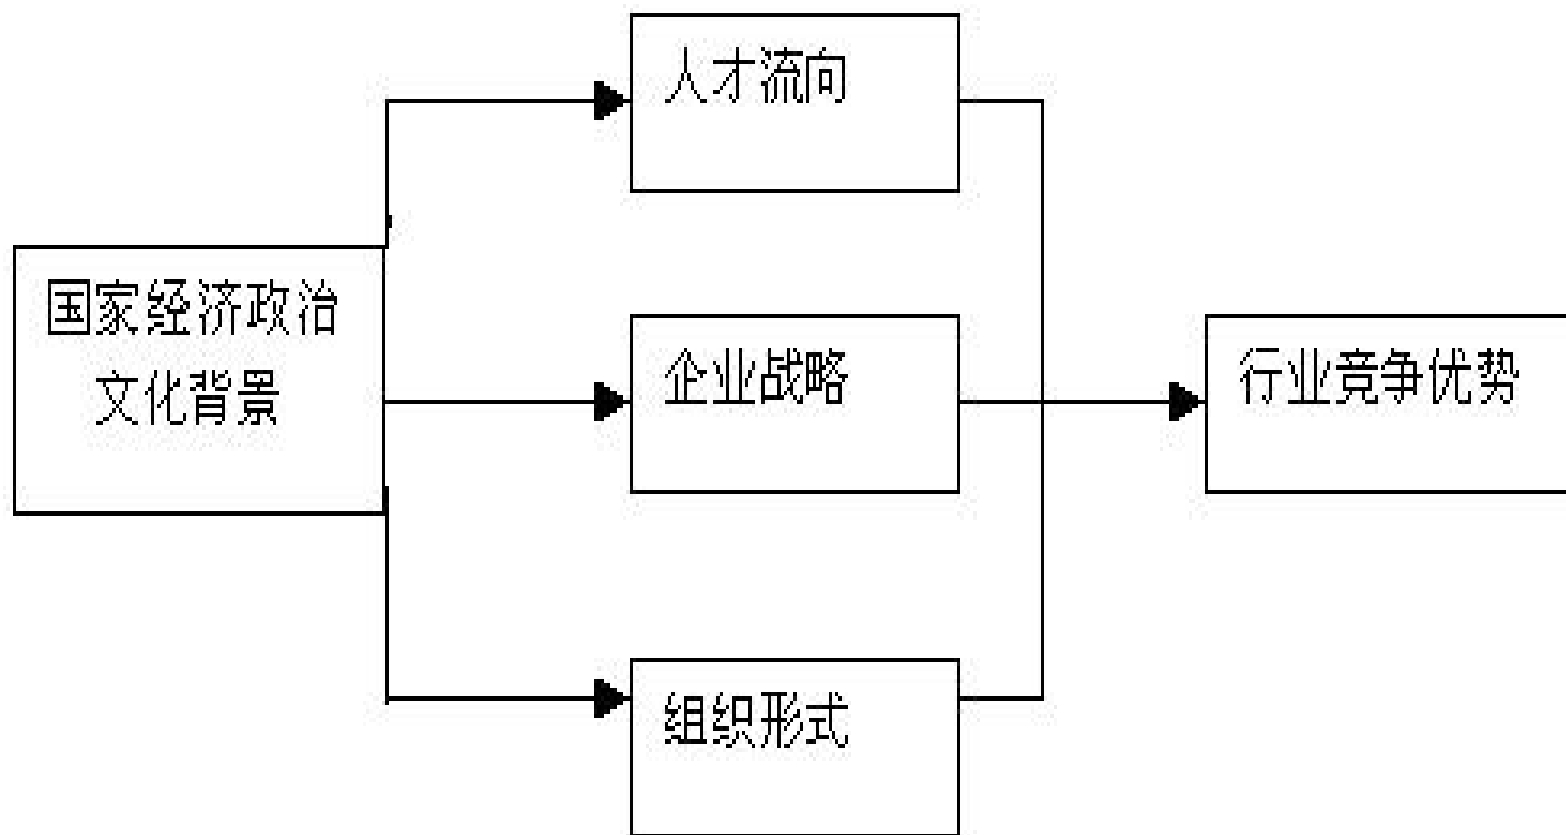 人才流向
国家经济政治
文化背景
企业战略
行业竞争优势
组织形式